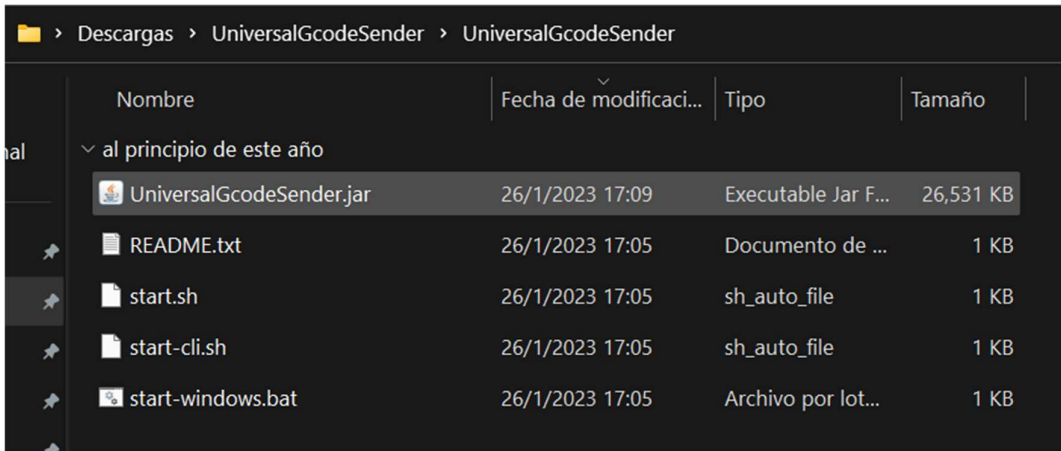 > Descargas > UniversalGcodeSender > UniversalGcodeSender
Nombre Fecha de modificaci... Tipo Tamaño
nal
al principio de este año
UniversalGcodeSender.jar 26/1/2023 17:09 Executable Jar F... 26,531 KB
README.txt 26/1/2023 17:05 Documento de ... 1 KB
start.sh 26/1/2023 17:05 sh_auto_file 1 KB
start-cli.sh 26/1/2023 17:05 sh_auto_file 1 KB
start-windows.bat 26/1/2023 17:05 Archivo por lot... 1 KB